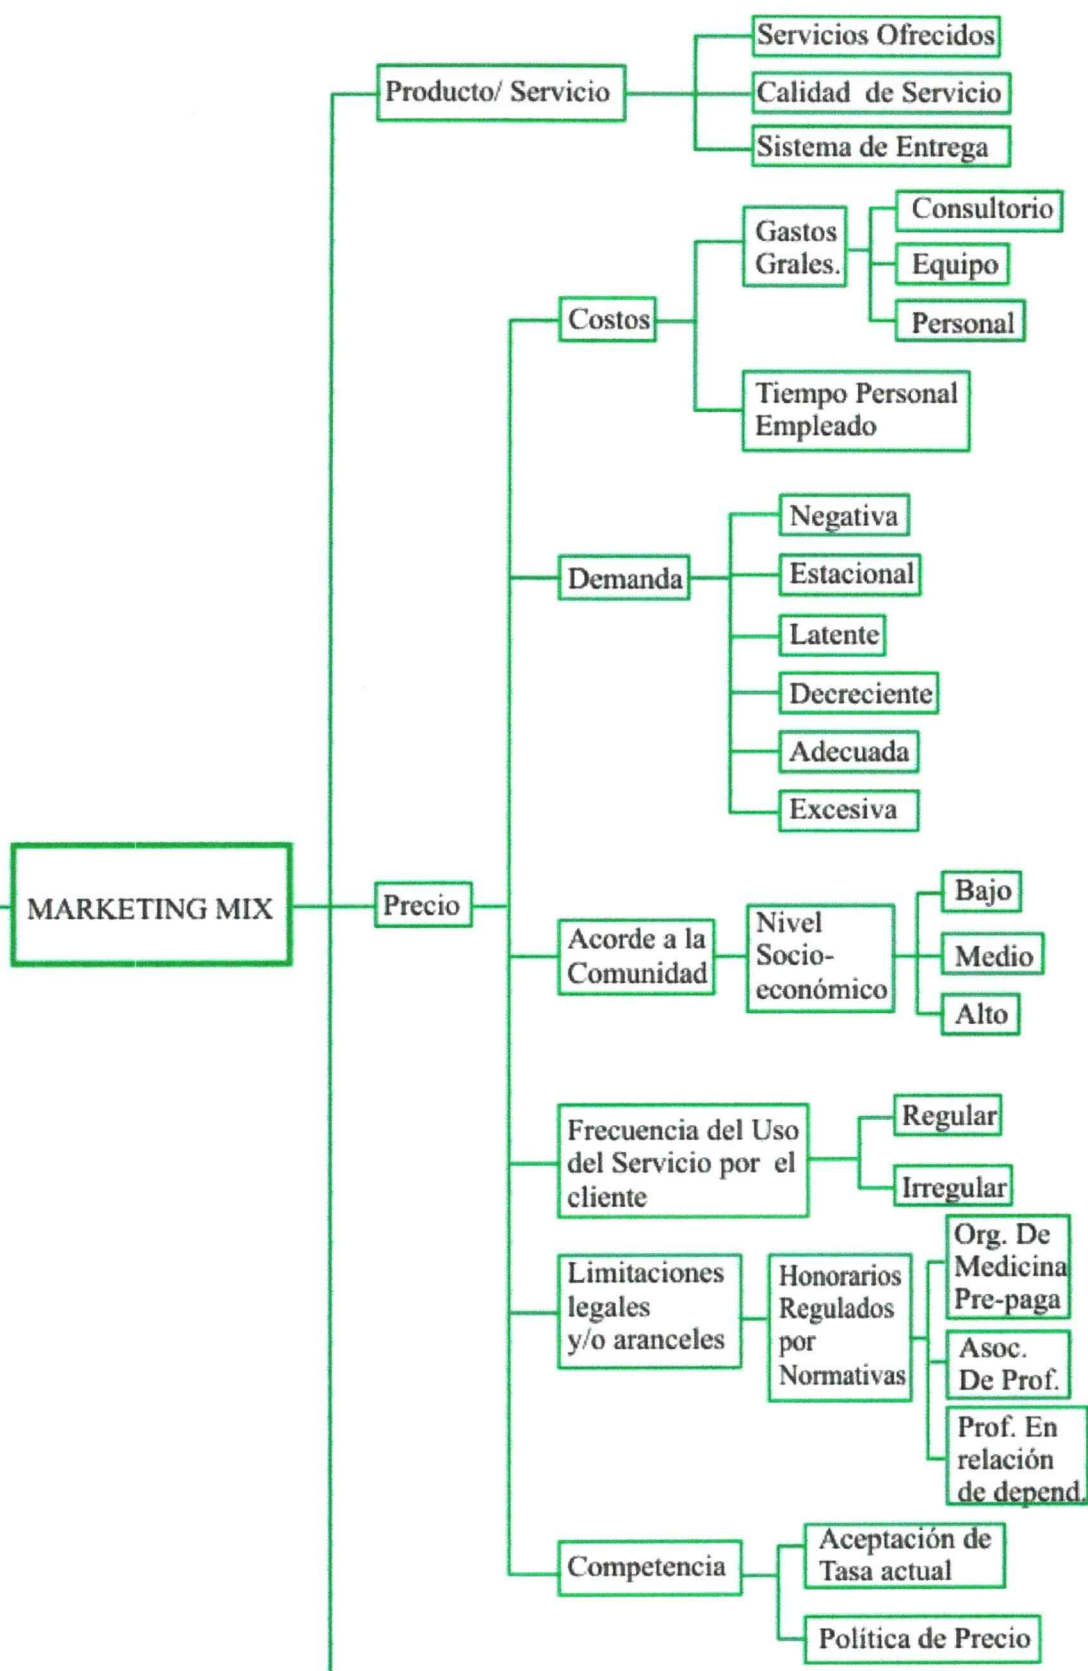 Servicios Ofrecidos
Producto/ Servicio
Calidad de Servicio
Sistema de Entrega
Consultorio
Gastos
Grales.
Equipo
Costos
Personal
Tiempo Personal
Empleado
Negativa
Demanda
Estacional
Latente
Decreciente
Adecuada
Excesiva
MARKETING MIX
Precio
Acorde a la
Comunidad
Nivel
Socio-
económico
Bajo
Medio
Alto
Frecuencia del Uso
del Servicio por el
cliente
Regular
Irregular
Limitaciones
legales
y/o aranceles
Honorarios
Regulados
por
Normativas
Org. De
Medicina
Pre-paga
Asoc.
De Prof.
Prof. En
relación
de depend.
Competencia
Aceptación de
Tasa actual
Política de Precio